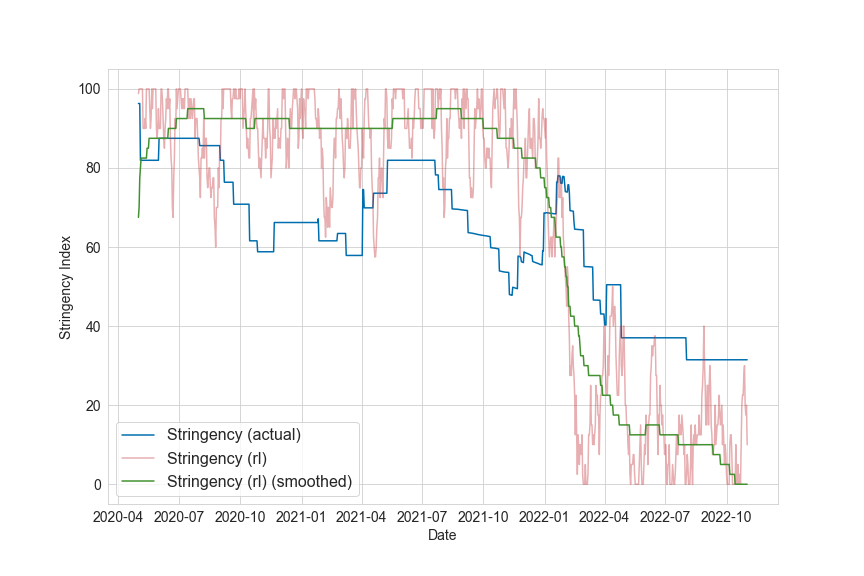 100
80
60
40
20
0
Stringency Index
Stringency (actual)
Stringency (rl)
Stringency (rl) (smoothed)
2020-04 2020-07 2020-10 2021-01 2021-04 2021-07 2021-10 2022-01 2022-04 2022-07 2022-10
Date